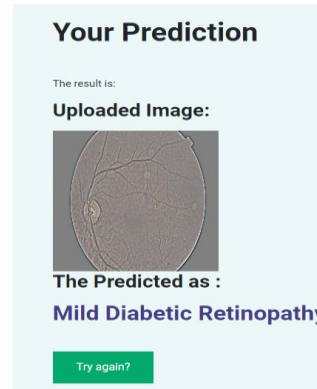 Your Prediction
The result is:
Uploaded Image:
The Predicted as :
Mild Diabetic Retinopathy
Try again?